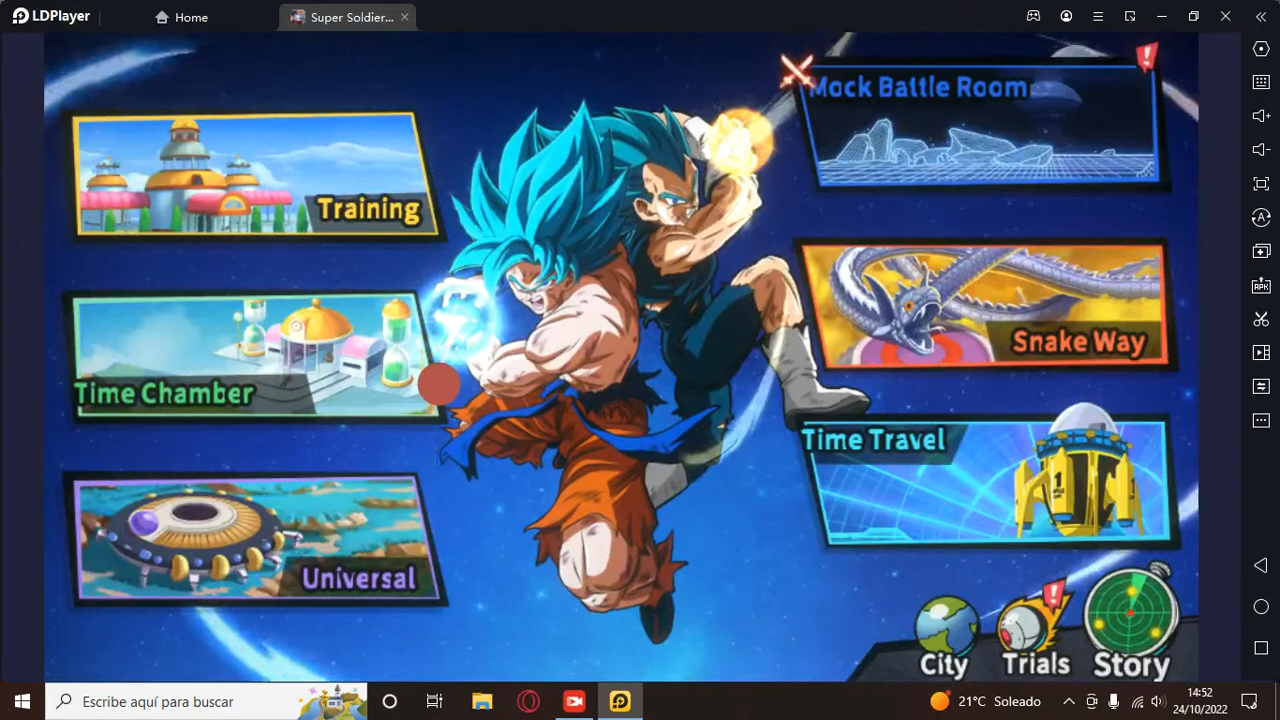 LDPlayer
Home
Super Soldier...
Training
Mock Battle Room
Time Chamber
Snake Way
Time Travel
Universal
City
Trials
Story
Escribe aquí para buscar
21°C Soleado
14:52
24/10/2022